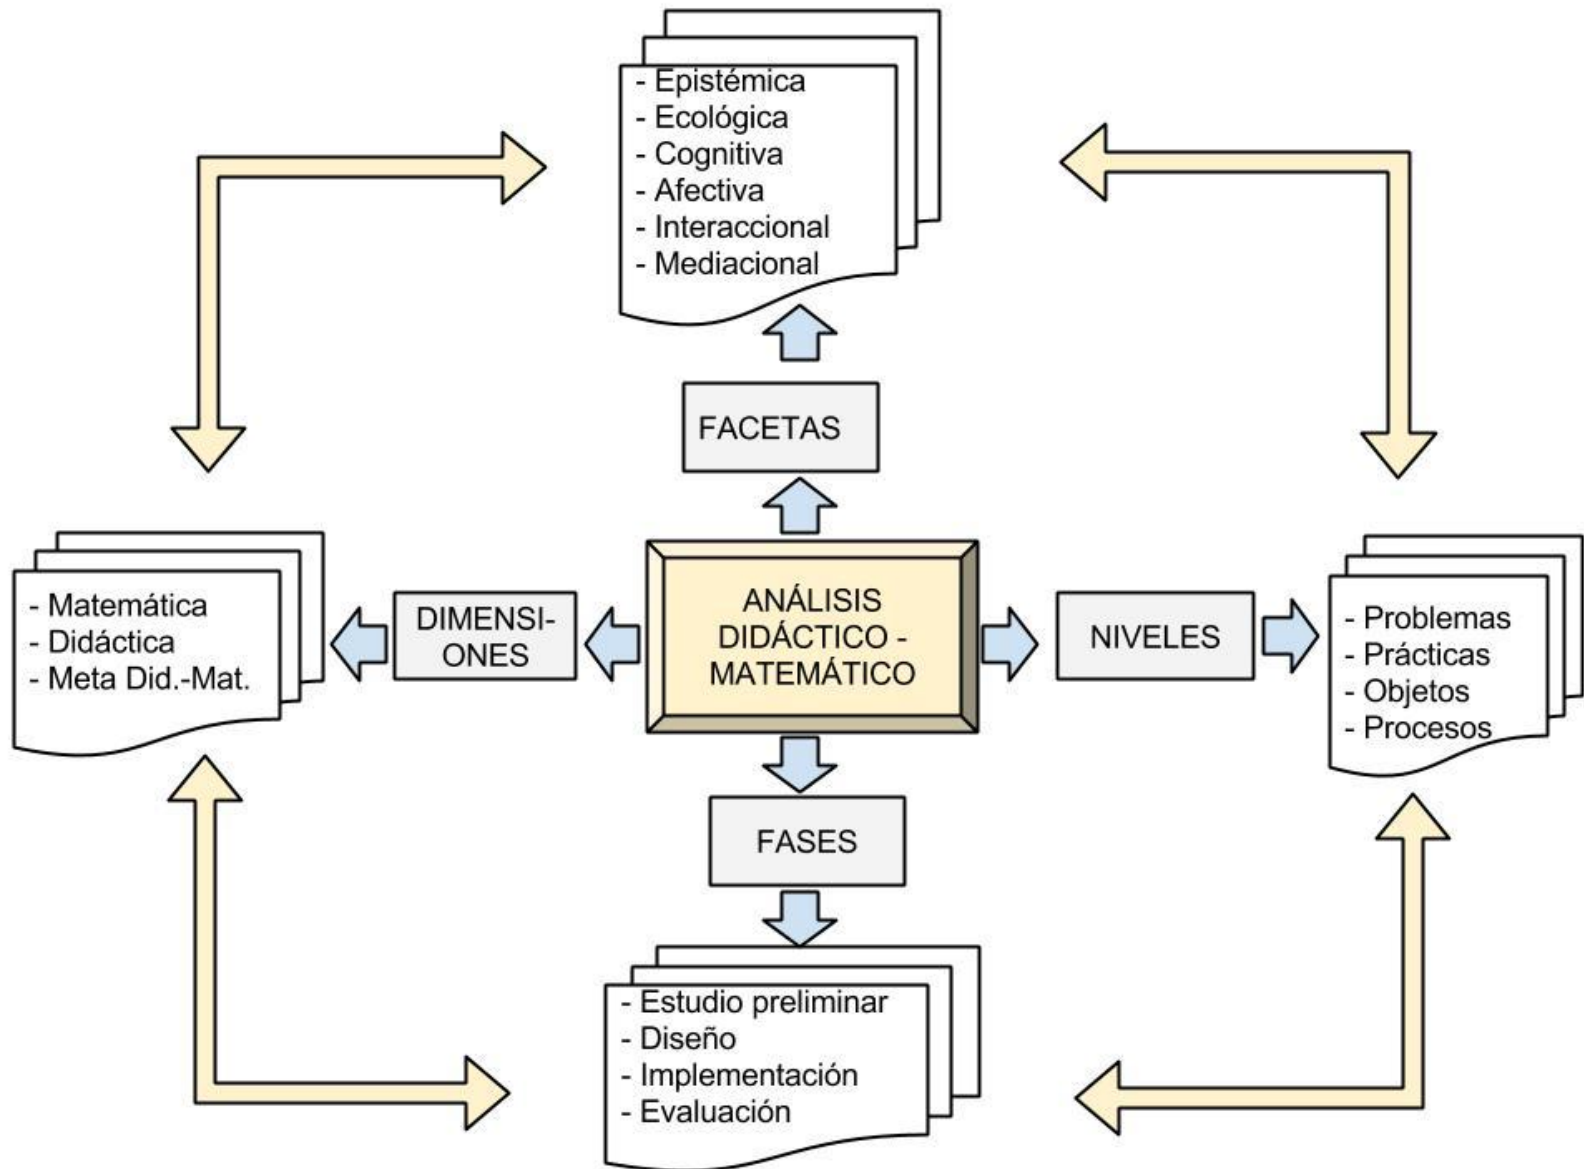 - Epistémica
- Ecológica
- Cognitiva
- Afectiva
- Interaccional
- Mediacional
FACETAS
- Matemática
- Didáctica
- Meta Did.-Mat.
DIMENSI-
ONES
ANÁLISIS
DIDÁCTICO -
MATEMÁTICO
NIVELES
- Problemas
- Prácticas
- Objetos
- Procesos
FASES
- Estudio preliminar
- Diseño
- Implementación
- Evaluación